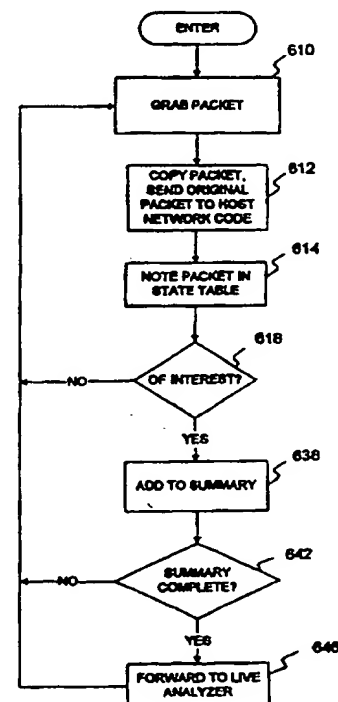 ENTER
610
GRAB PACKET
612
COPY PACKET,
SEND ORIGINAL
PACKET TO HOST
NETWORK CODE
614
NOTE PACKET IN
STATE TABLE
618
OF INTEREST?
NO
YES
638
ADD TO SUMMARY
642
SUMMARY
COMPLETE?
NO
YES
646
FORWARD TO LIVE
ANALYZER